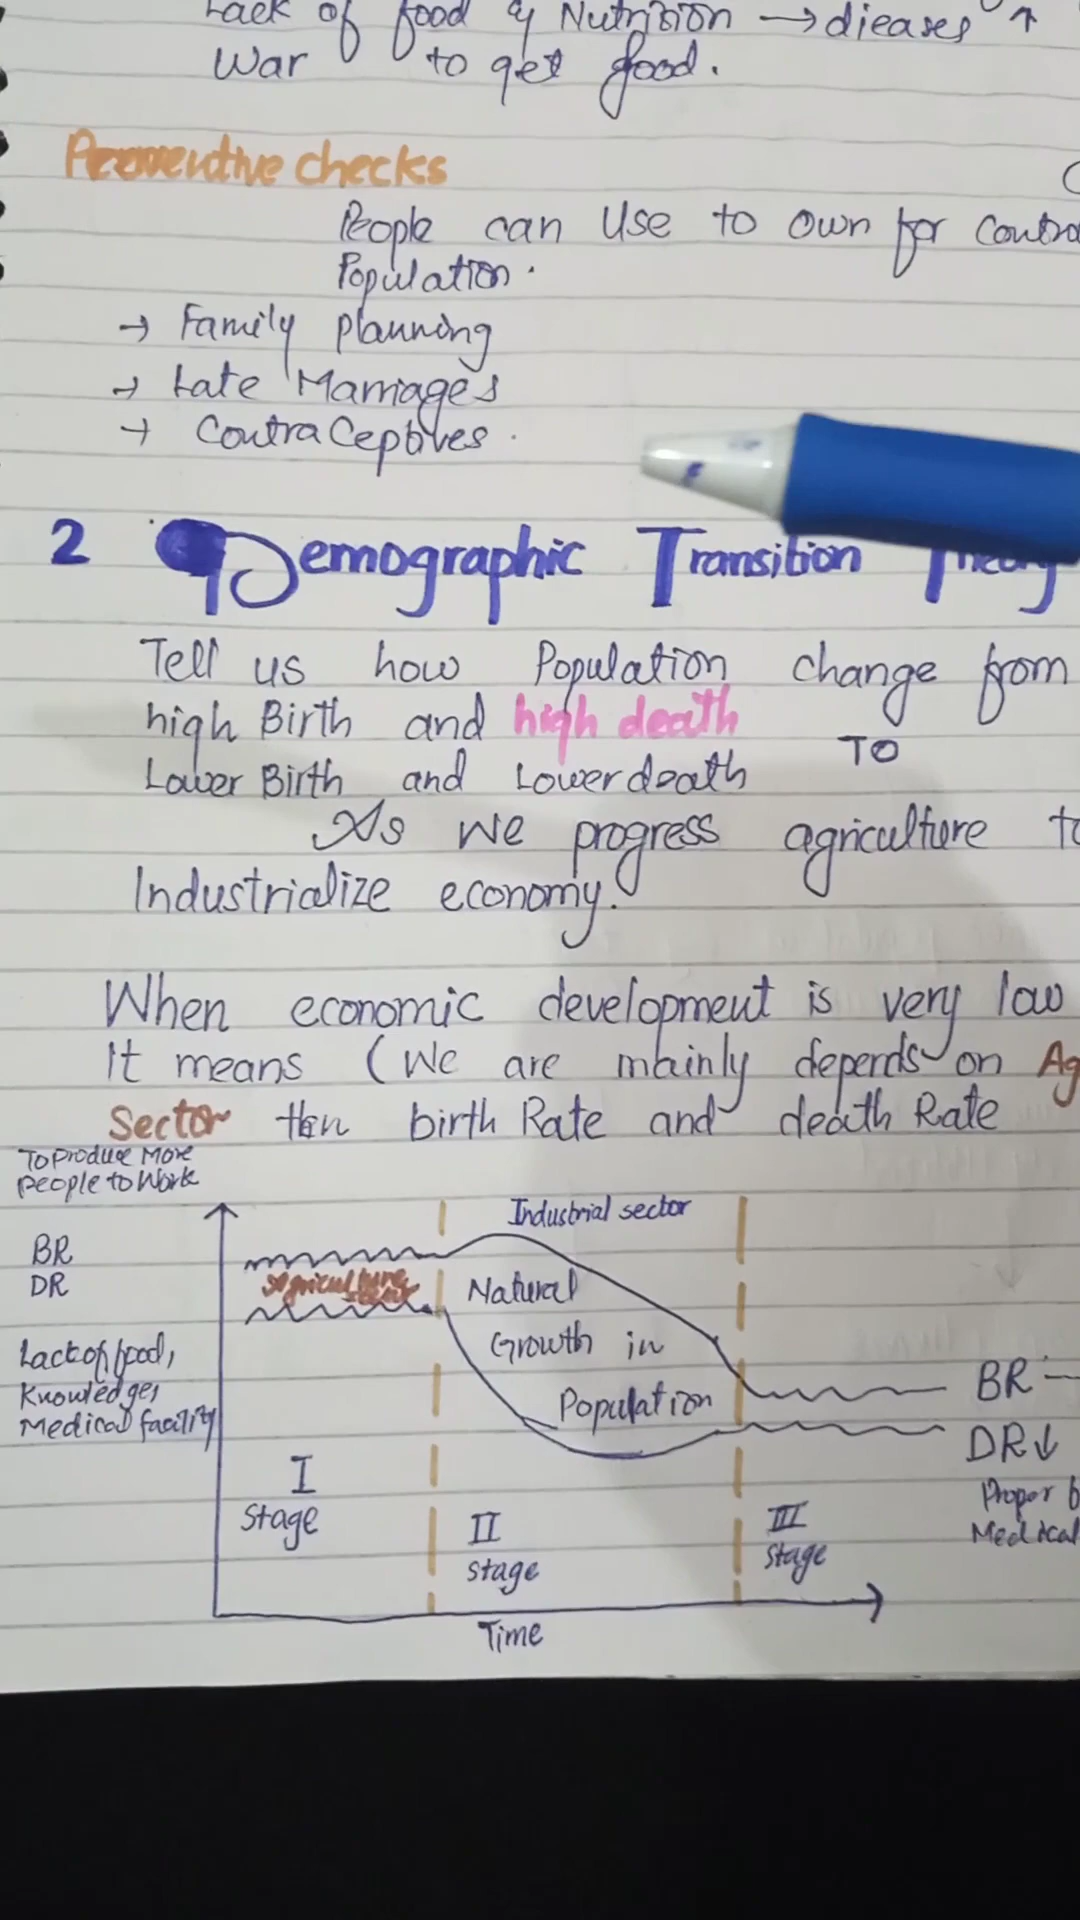 Lack of food & Nutrition → dieases ↑
War to get food.
Preventive checks
People can Use to own for Contro
Population.
→ Family planning
→ Late Marriages
→ Contra Ceptives.
2 Demographic Transition Theory
Tell us how Population change from
high Birth and high death
TO
Lower Birth and Lower death
As We progress agriculture to
Industrialize economy.
When economic development is very low
It means (We are mainly depends on Ag
Sector then birth Rate and death Rate
To Produce More
People to Work
Industrial sector
BR
DR
Agriculture
Natural
Growth in
Population
Lack of food,
Knowledge,
Medical facility
BR —
DR↓
Proper
Medical
I
Stage
II
stage
III
stage
Time